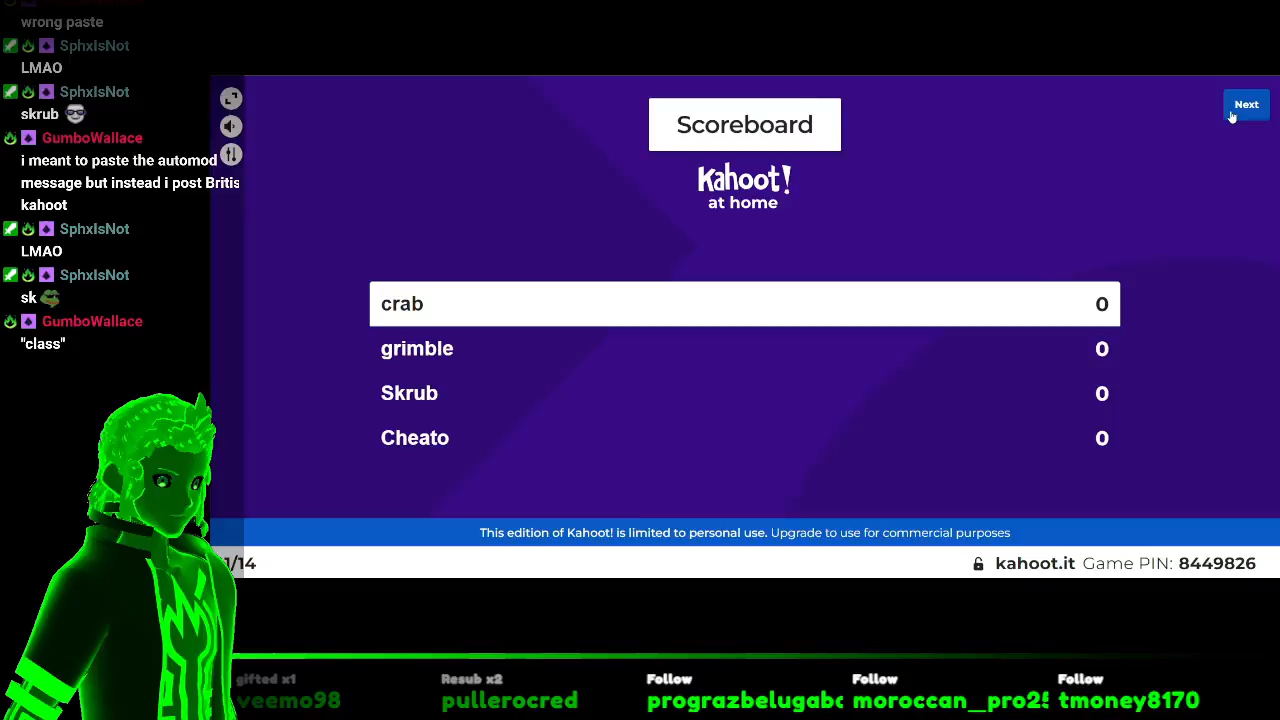 wrong paste
SphxIsNot
LMAO
SphxIsNot
skrub
GumboWallace
i meant to paste the automod
message but instead i post Britis
kahoot
SphxIsNot
LMAO
SphxIsNot
sk
GumboWallace
"class"
Next
Scoreboard
Kahoot!
at home
crab 0
grimble 0
Skrub 0
Cheato 0
This edition of Kahoot! is limited to personal use. Upgrade to use for commercial purposes
1/14
kahoot.it Game PIN: 8449826
gifted x1
veemo98
Resub x2
pullerocred
Follow
prograzbelugabc
Follow
moroccan_pro25
Follow
tmoney8170